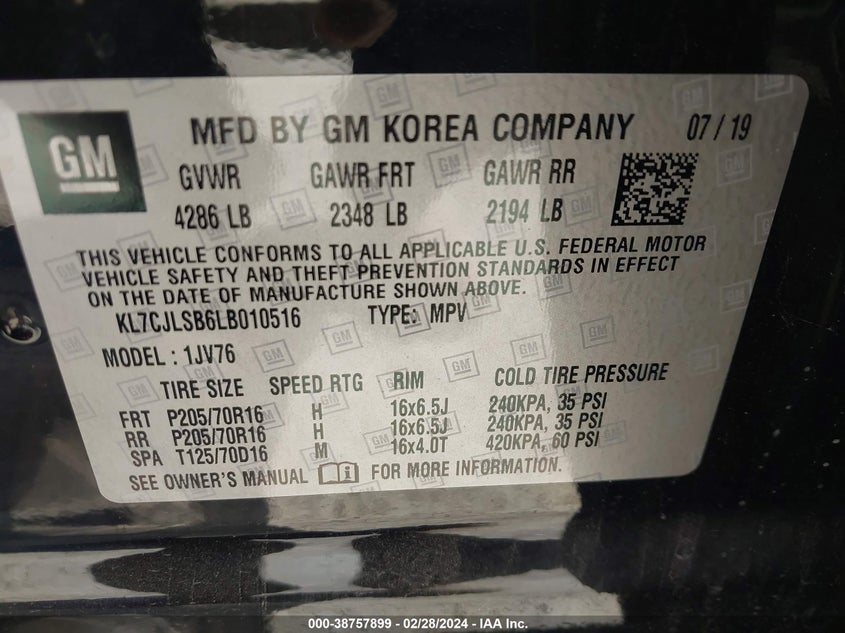 GM
MFD BY GM KOREA COMPANY 07 / 19
GVWR GAWR FRT GAWR RR
4286 LB 2348 LB 2194 LB
THIS VEHICLE CONFORMS TO ALL APPLICABLE U.S. FEDERAL MOTOR
VEHICLE SAFETY AND THEFT PREVENTION STANDARDS IN EFFECT
ON THE DATE OF MANUFACTURE SHOWN ABOVE.
KL7CJLSB6LB010516 TYPE: MPV
MODEL : 1JV76
TIRE SIZE SPEED RTG RIM COLD TIRE PRESSURE
FRT P205/70R16 H 16x6.5J 240KPA, 35 PSI
RR P205/70R16 H 16x6.5J 240KPA, 35 PSI
SPA T125/70D16 M 16x4.0T 420KPA, 60 PSI
SEE OWNER'S MANUAL FOR MORE INFORMATION.
000-38757899 — 02/28/2024 — IAA Inc.